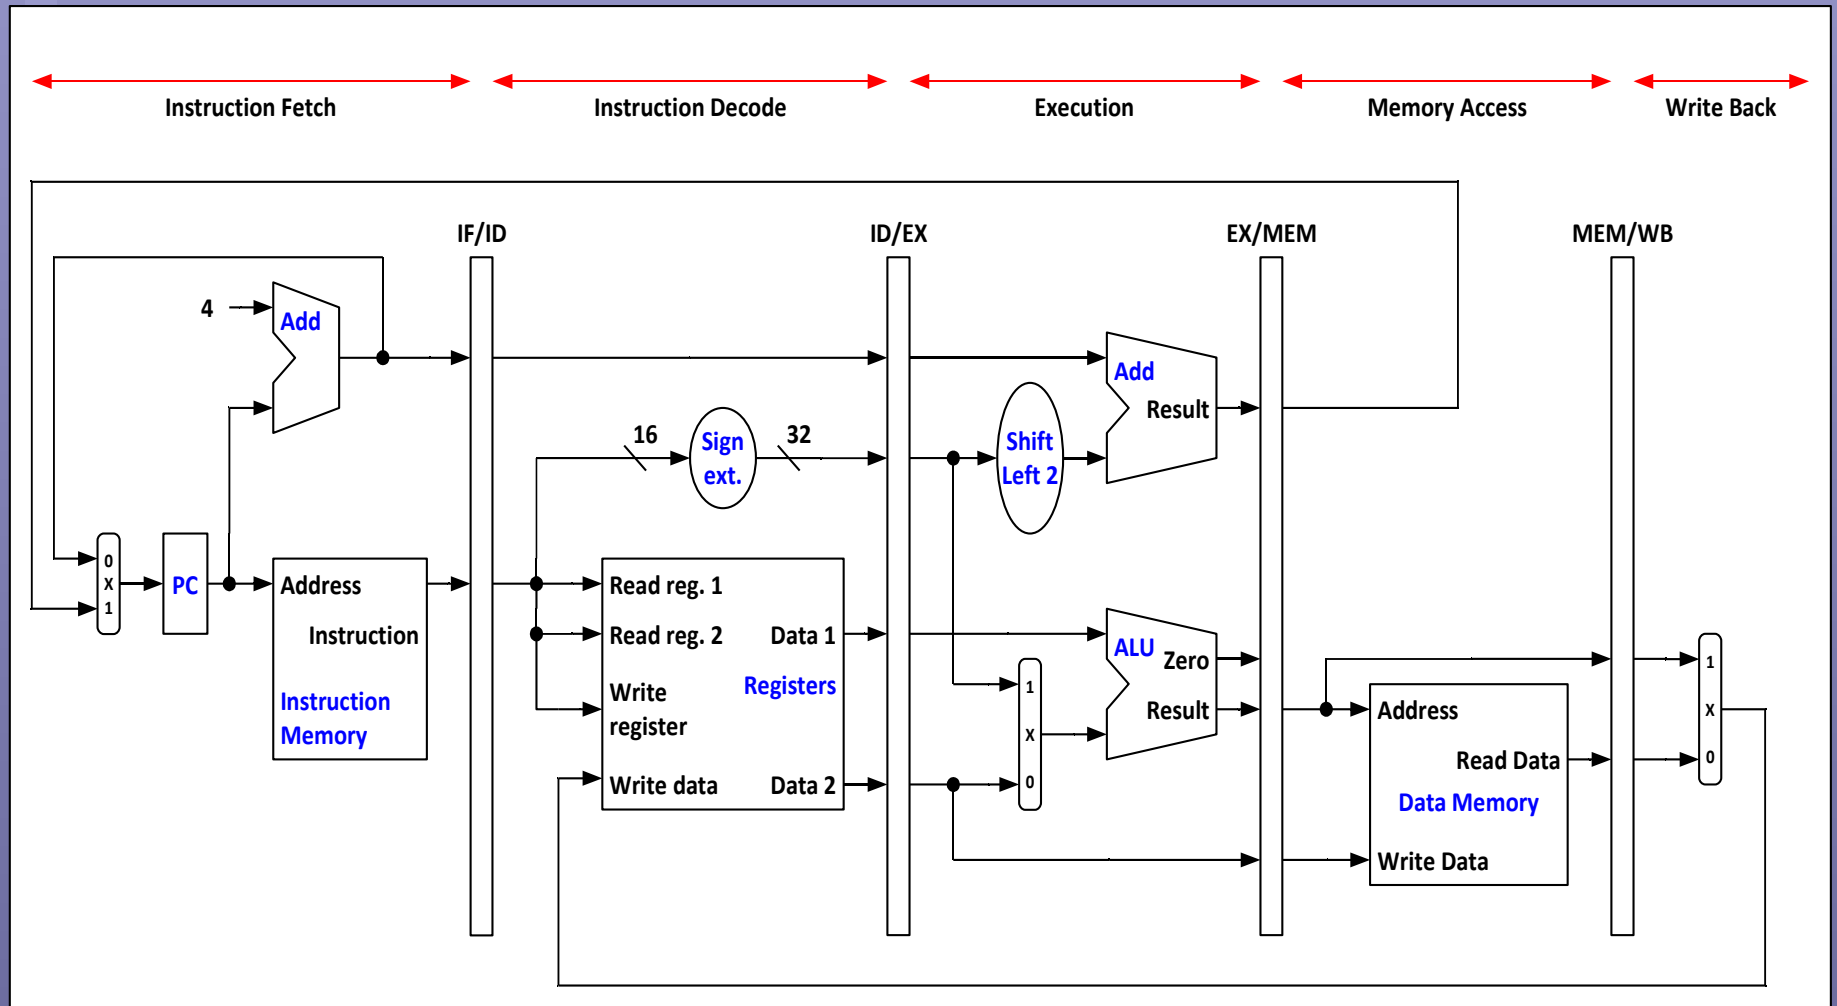 Instruction Fetch
Instruction Decode
Execution
Memory Access
Write Back
IF/ID
ID/EX
EX/MEM
MEM/WB
4
Add
Add
Result
16
Sign
ext.
32
Shift
Left 2
0
X
1
PC
Address
Instruction
Instruction
Memory
Read reg. 1
Read reg. 2
Data 1
Registers
Write
register
Write data
Data 2
1
X
0
ALU
Zero
Result
Address
Read Data
Data Memory
Write Data
1
X
0